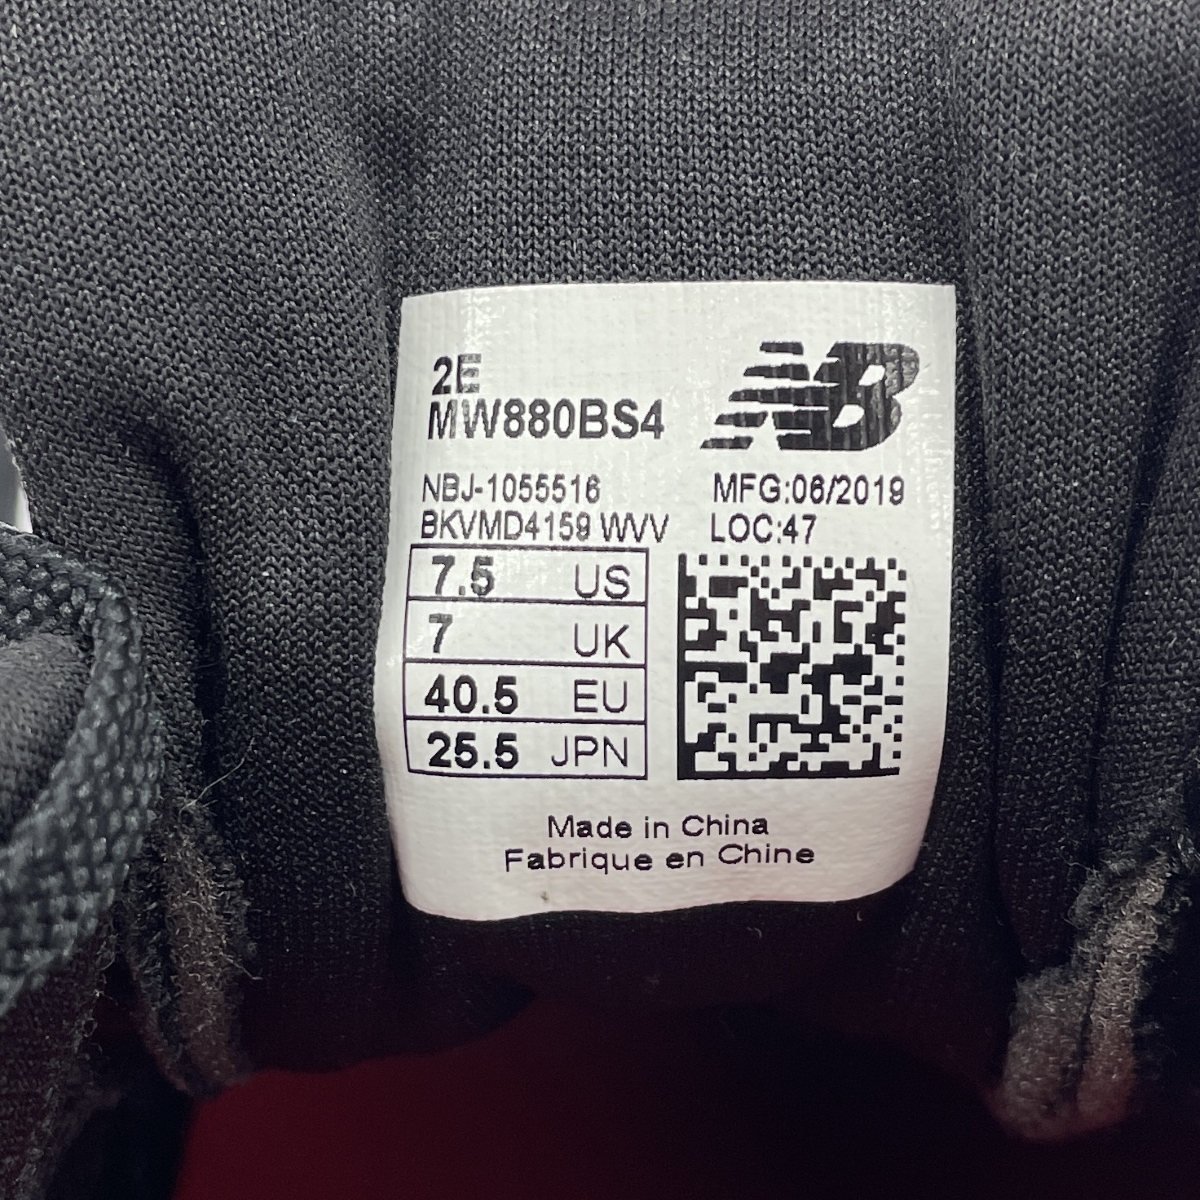 2E
MW880BS4
NB
NBJ-1055516
MFG:06/2019
BKVMD4159 WVV
LOC:47
7.5 US
7 UK
40.5 EU
25.5 JPN
Made in China
Fabrique en Chine